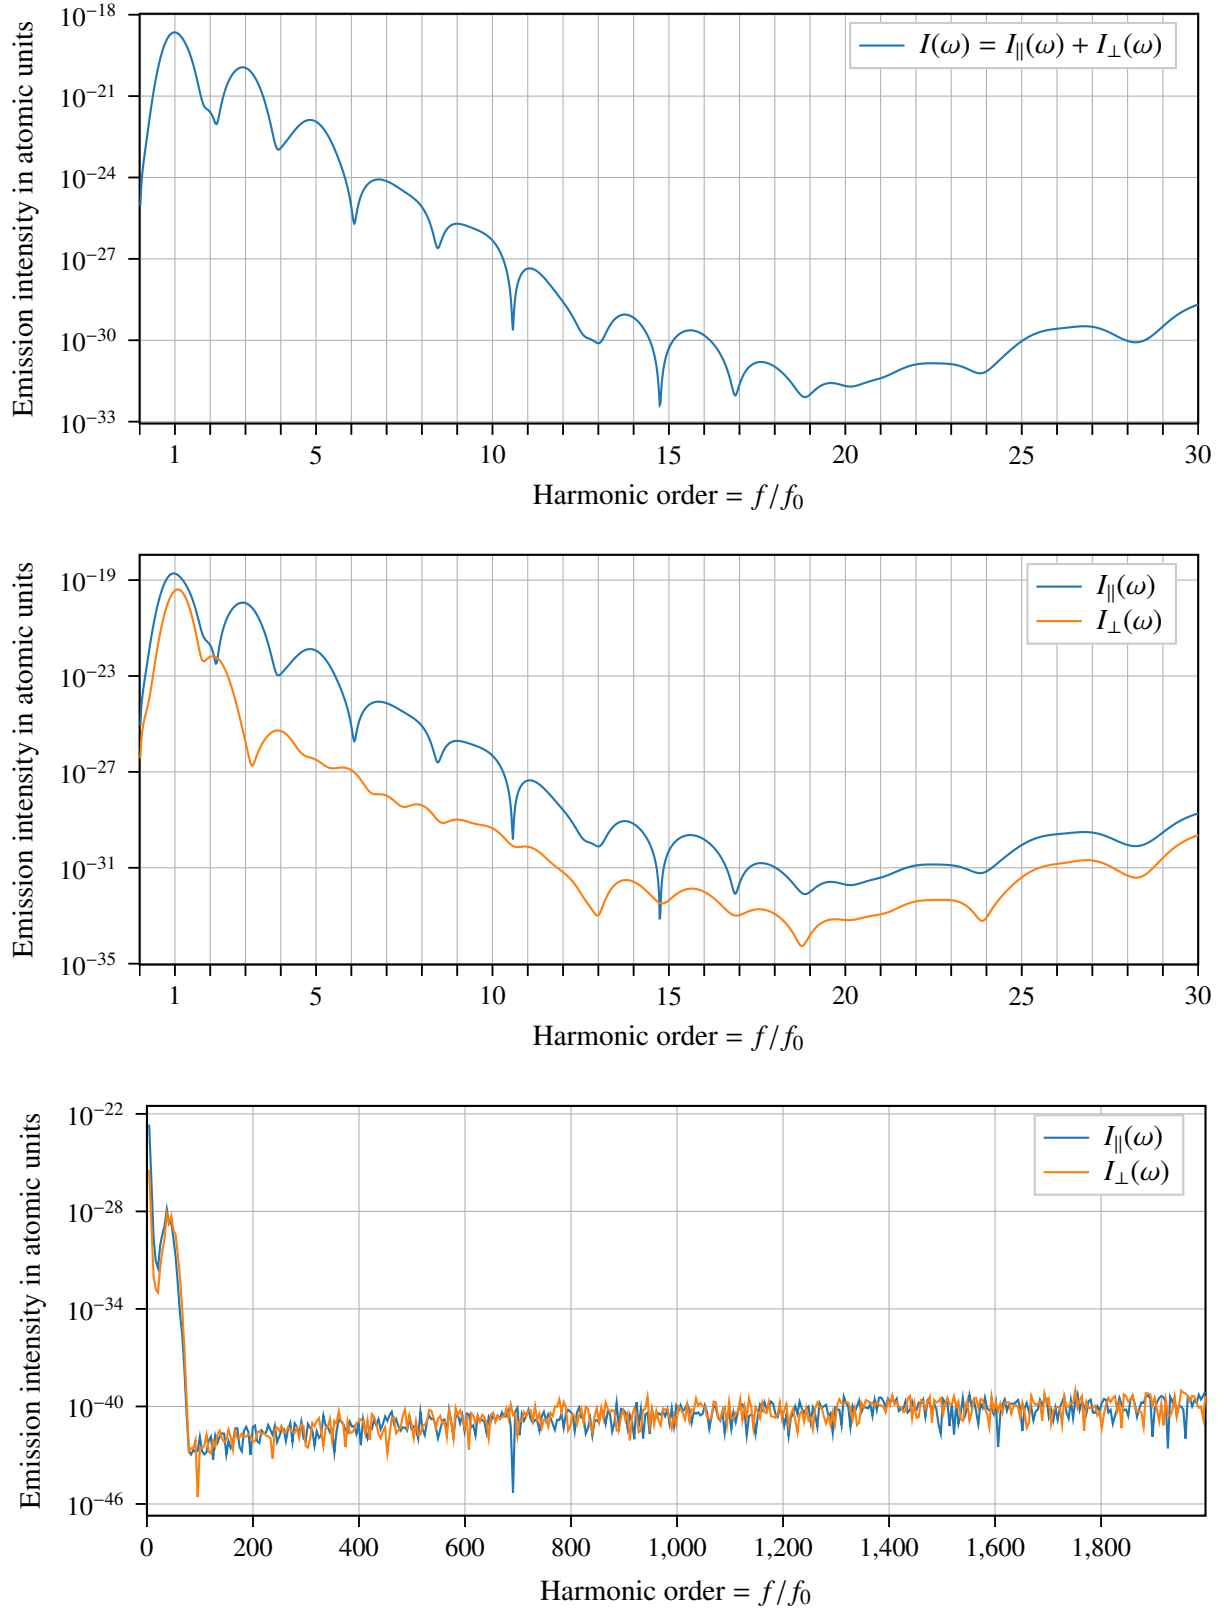 Emission intensity in atomic units
10⁻¹⁸
10⁻²¹
10⁻²⁴
10⁻²⁷
10⁻³⁰
10⁻³³
I(ω) = I∥(ω) + I⊥(ω)
1 5 10 15 20 25 30
Harmonic order = f/f₀
Emission intensity in atomic units
10⁻¹⁹
10⁻²³
10⁻²⁷
10⁻³¹
10⁻³⁵
I∥(ω)
I⊥(ω)
1 5 10 15 20 25 30
Harmonic order = f/f₀
Emission intensity in atomic units
10⁻²²
10⁻²⁸
10⁻³⁴
10⁻⁴⁰
10⁻⁴⁶
I∥(ω)
I⊥(ω)
0 200 400 600 800 1,000 1,200 1,400 1,600 1,800
Harmonic order = f/f₀